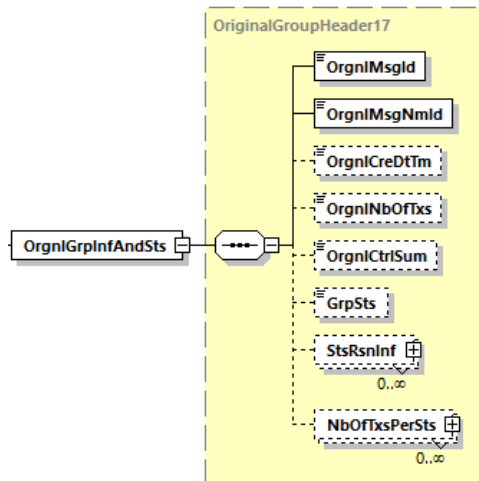 OriginalGroupHeader17
OrgnlMsgId
OrgnlMsgNmId
OrgnlCreDtTm
OrgnlNbOfTxs
OrgnlGrpInfAndSts
OrgnlCtrlSum
GrpSts
StsRsnInf
0..∞
NbOfTxsPerSts
0..∞